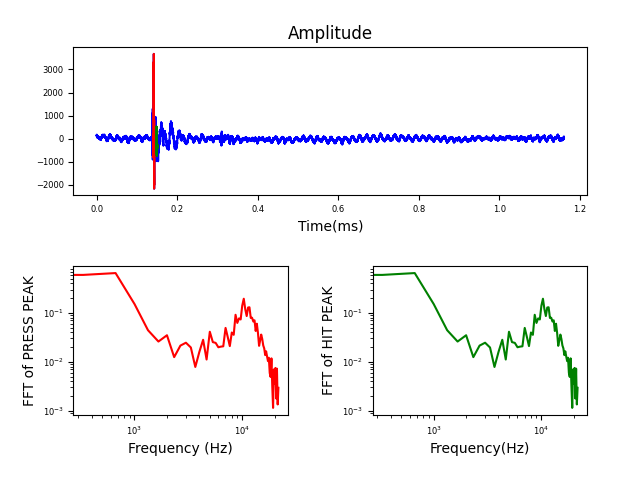 Amplitude
3000
2000
1000
0
−1000
−2000
0.0 0.2 0.4 0.6 0.8 1.0 1.2
Time(ms)
FFT of PRESS PEAK
10⁻¹
10⁻²
10⁻³
10³ 10⁴
Frequency (Hz)
FFT of HIT PEAK
10⁻¹
10⁻²
10⁻³
10³ 10⁴
Frequency(Hz)